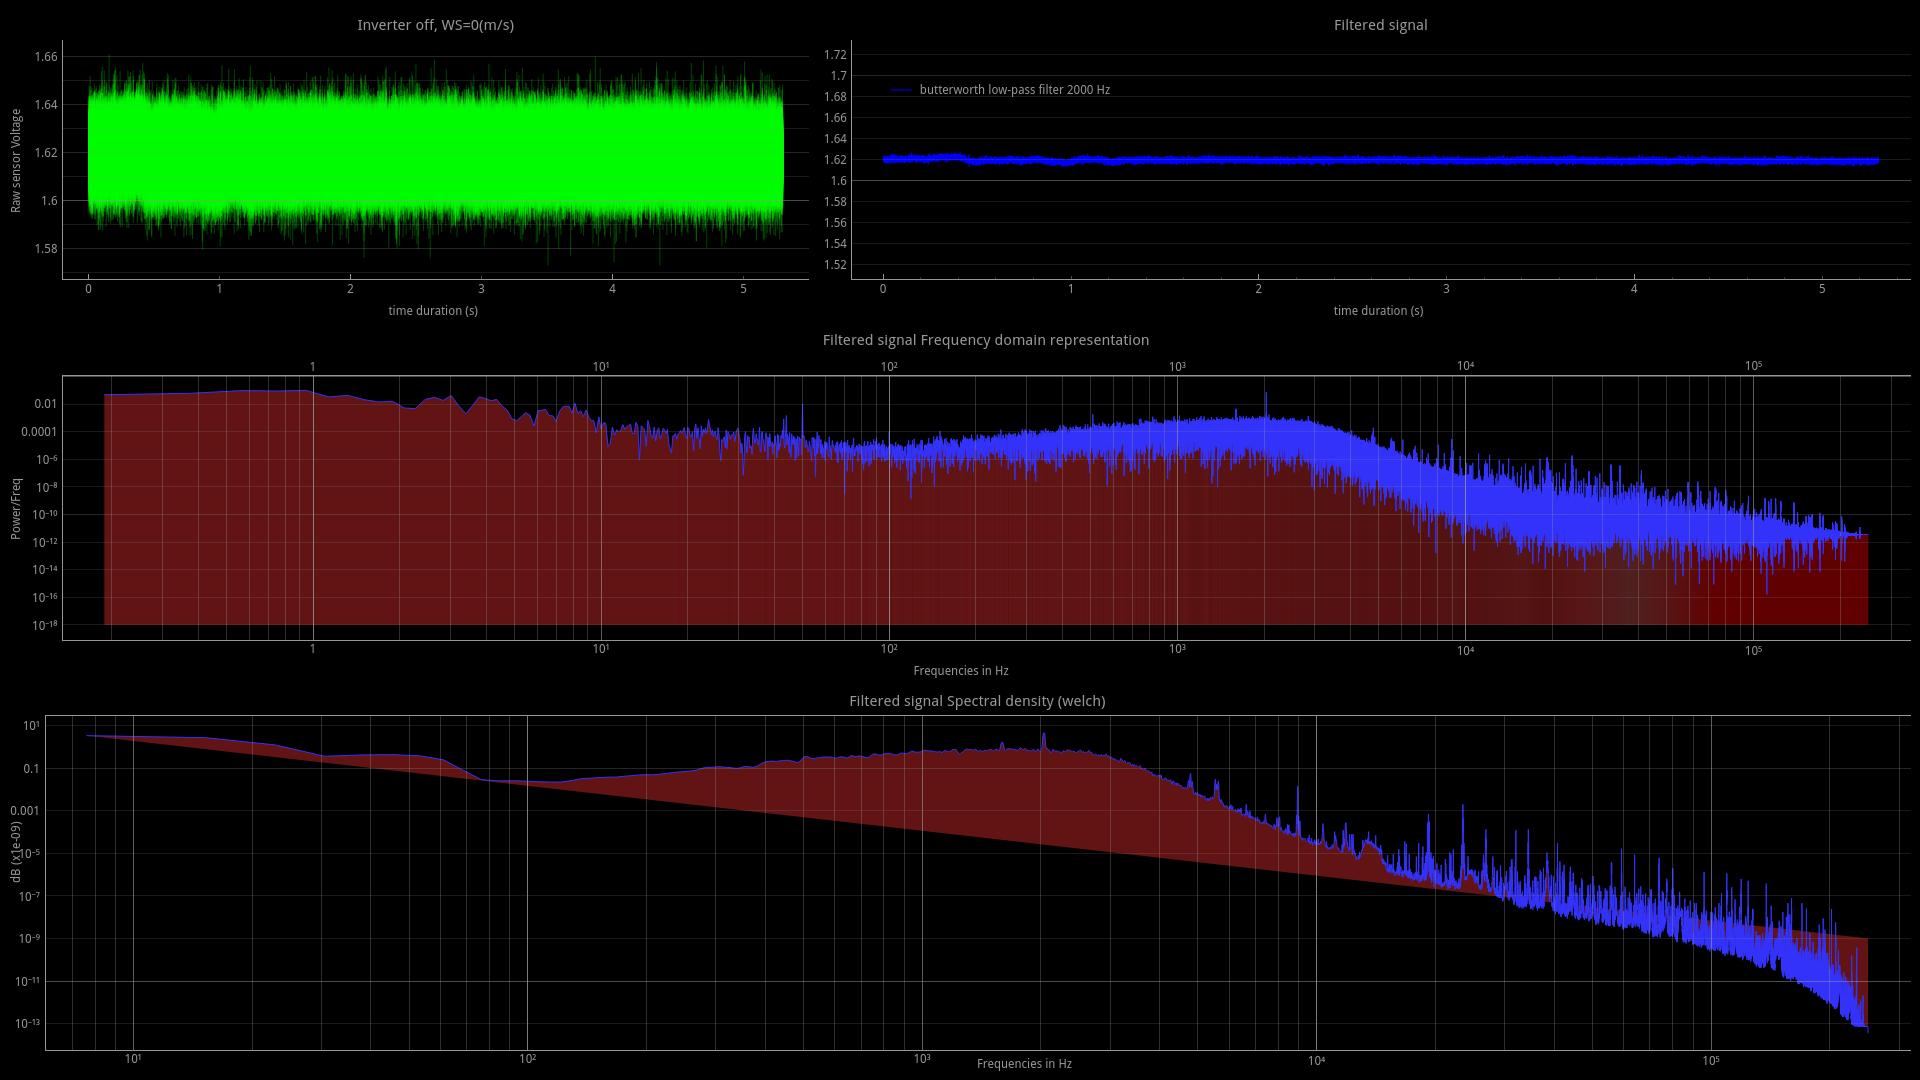 Inverter off, WS=0(m/s)
Raw sensor Voltage
1.66
1.64
1.62
1.6
1.58
0 1 2 3 4 5
time duration (s)
Filtered signal
1.72
1.7
1.68
1.66
1.64
1.62
1.6
1.58
1.56
1.54
1.52
butterworth low-pass filter 2000 Hz
0 1 2 3 4 5
time duration (s)
Filtered signal Frequency domain representation
1 10¹ 10² 10³ 10⁴ 10⁵
Power/Freq
0.01
0.0001
10⁻⁶
10⁻⁸
10⁻¹⁰
10⁻¹²
10⁻¹⁴
10⁻¹⁶
10⁻¹⁸
1 10¹ 10² 10³ 10⁴ 10⁵
Frequencies in Hz
Filtered signal Spectral density (welch)
dB (x1e-09)
10¹
0.1
0.001
10⁻⁵
10⁻⁷
10⁻⁹
10⁻¹¹
10⁻¹³
10¹ 10² 10³ 10⁴ 10⁵
Frequencies in Hz